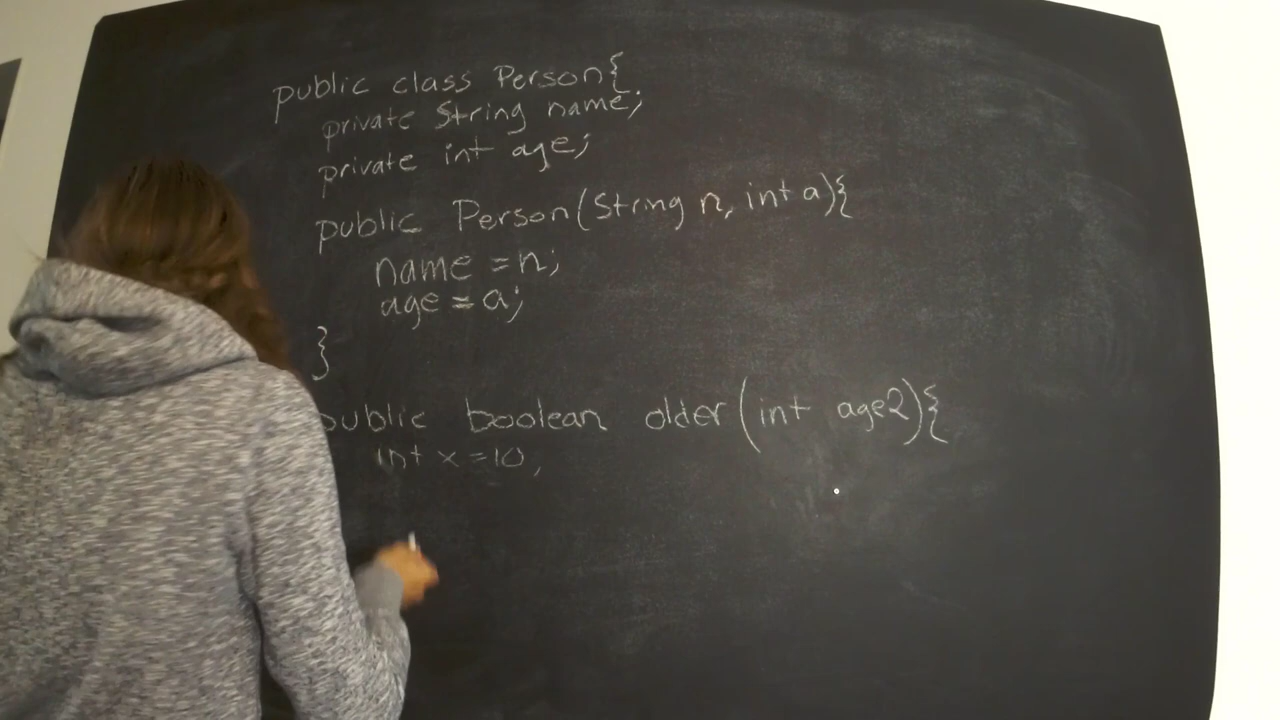 public class Person{
private String name;
private int age;
public Person(String n, int a){
name = n;
age = a;
}
public boolean older(int age2){
int x = 10;